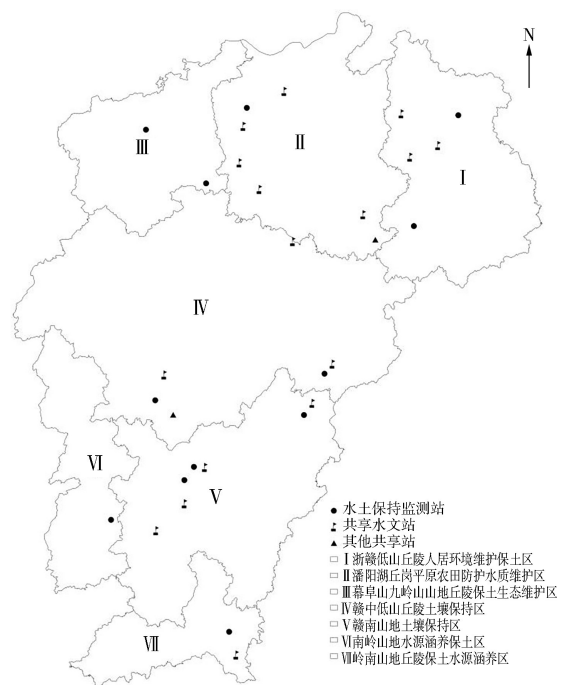 N
Ⅱ
Ⅲ
Ⅰ
Ⅳ
Ⅵ
Ⅴ
Ⅶ
水土保持监测站
共享水文站
其他共享站
Ⅰ浙赣低山丘陵人居环境维护保土区
Ⅱ潘阳湖丘岗平原农田防护水质维护区
Ⅲ幕阜山九岭山山地丘陵保土生态维护区
Ⅳ赣中低山丘陵土壤保持区
Ⅴ赣南山地土壤保持区
Ⅵ南岭山地水源涵养保土区
Ⅶ岭南山地丘陵保土水源涵养区